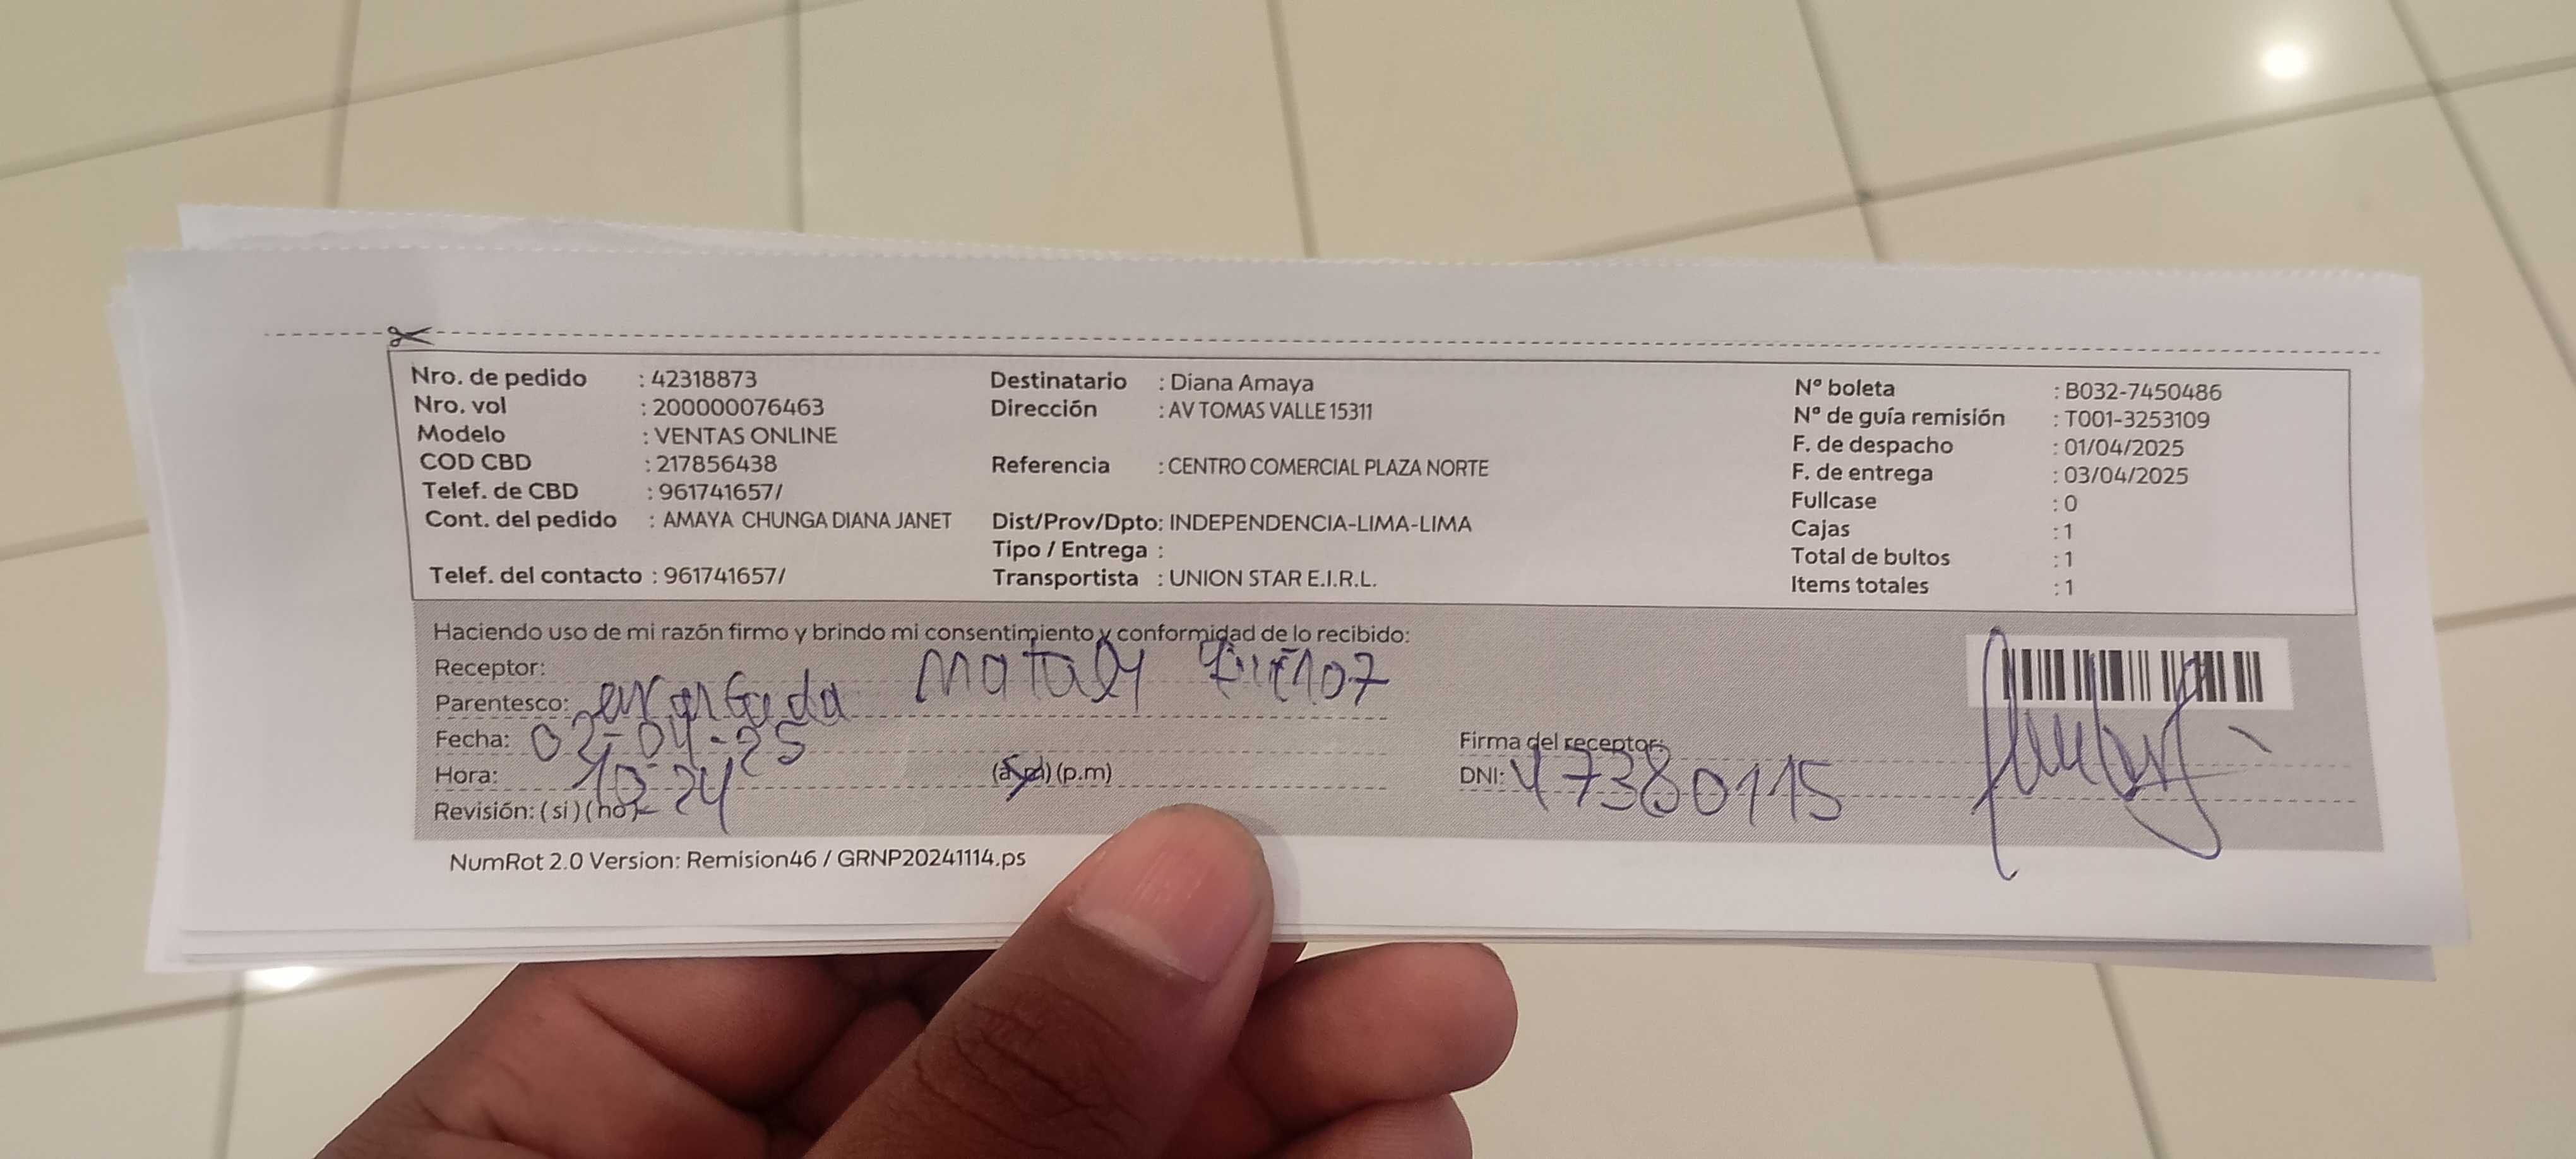 Nro. de pedido : 42318873
Nro. vol : 200000076463
Modelo : VENTAS ONLINE
COD CBD : 217856438
Telef. de CBD : 961741657/
Cont. del pedido : AMAYA CHUNGA DIANA JANET
Telef. del contacto : 961741657/
Destinatario : Diana Amaya
Dirección : AV TOMAS VALLE 15311
Referencia : CENTRO COMERCIAL PLAZA NORTE
Dist/Prov/Dpto: INDEPENDENCIA-LIMA-LIMA
Tipo / Entrega :
Transportista : UNION STAR E.I.R.L.
N° boleta : B032-7450486
N° de guía remisión : T001-3253109
F. de despacho : 01/04/2025
F. de entrega : 03/04/2025
Fullcase : 0
Cajas : 1
Total de bultos : 1
Items totales : 1
Haciendo uso de mi razón firmo y brindo mi consentimiento y conformidad de lo recibido:
Receptor: Nataly
Parentesco: encargada
Fecha: 02-04-25
Hora: 10:24 (a.m) (p.m)
Revisión: ( si ) ( no )
Firma del receptor:
DNI: 47380115
NumRot 2.0 Version: Remision46 / GRNP20241114.ps